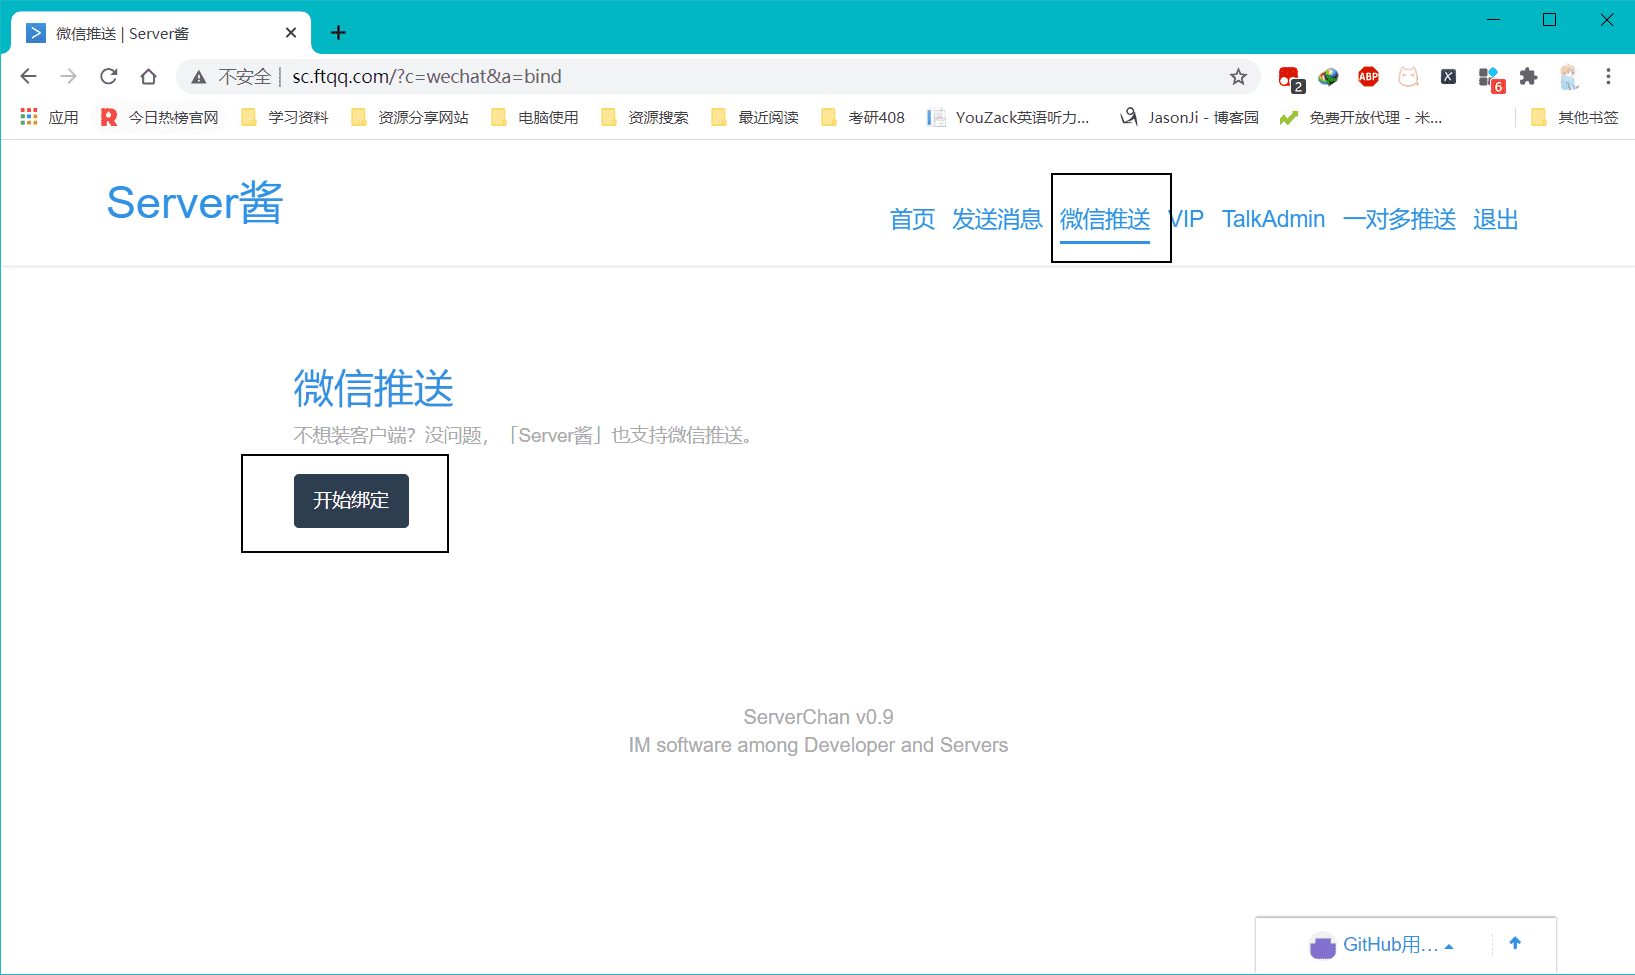 微信推送 | Server酱
不安全 | sc.ftqq.com/?c=wechat&a=bind
ABP
X
2
6
应用 今日热榜官网 学习资料 资源分享网站 电脑使用 资源搜索 最近阅读 考研408 YouZack英语听力... JasonJi - 博客园 免费开放代理 - 米... 其他书签
Server酱
首页 发送消息 微信推送 VIP TalkAdmin 一对多推送 退出
微信推送
不想装客户端？没问题，「Server酱」也支持微信推送。
开始绑定
ServerChan v0.9
IM software among Developer and Servers
GitHub用...